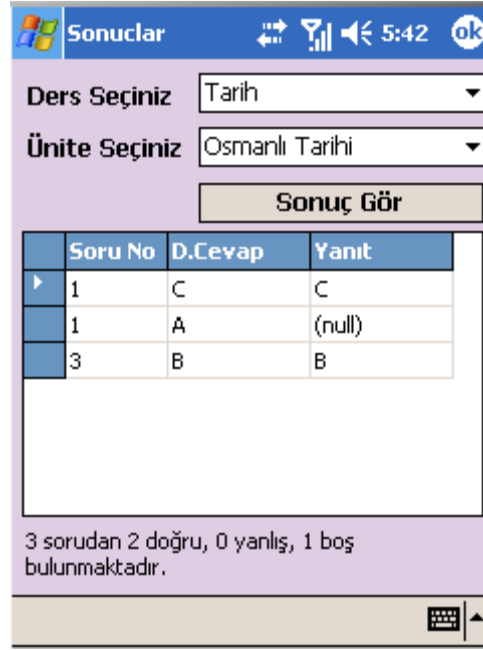 Sonuclar 5:42 ok
Ders Seçiniz Tarih
Ünite Seçiniz Osmanlı Tarihi
Sonuç Gör
Soru No D.Cevap Yanıt
1 C C
1 A (null)
3 B B
3 sorudan 2 doğru, 0 yanlış, 1 boş
bulunmaktadır.